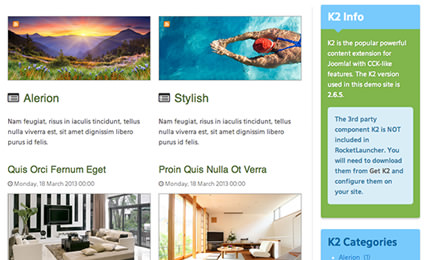 Alerion
Nam feugiat, risus in iaculis tincidunt, tellus
nulla viverra est, sit amet dignissim libero
purus id felis.
Quis Orci Fernum Eget
Monday, 18 March 2013 00:00
Stylish
Nam feugiat, risus in iaculis tincidunt, tellus
nulla viverra est, sit amet dignissim libero
purus id felis.
Proin Quis Nulla Ot Verra
Monday, 18 March 2013 00:00
K2 Info
K2 is the popular powerful
content extension for
Joomla! with CCK-like
features. The K2 version
used in this demo site is
2.6.5.
The 3rd party
component K2 is NOT
included in
RocketLauncher. You
will need to download
them from Get K2 and
configure them on
your site.
K2 Categories
Alerion (1)